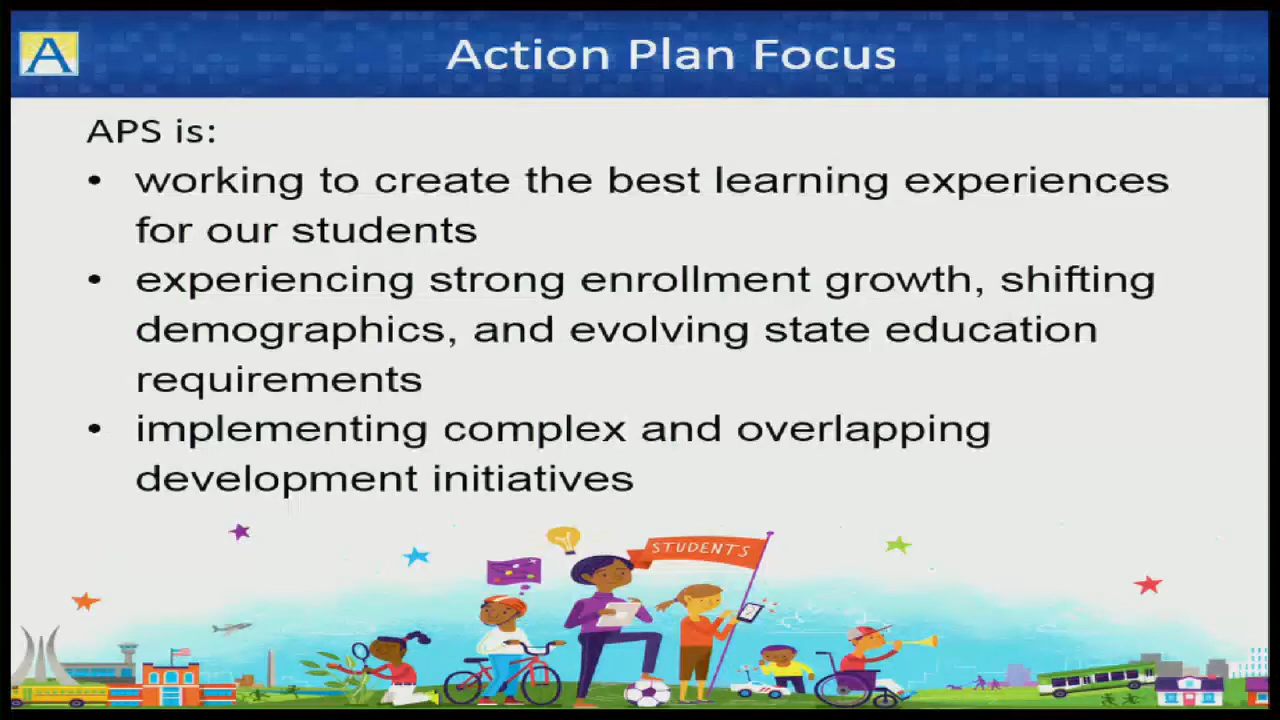 A
Action Plan Focus
APS is:
• working to create the best learning experiences
for our students
• experiencing strong enrollment growth, shifting
demographics, and evolving state education
requirements
• implementing complex and overlapping
development initiatives
STUDENTS